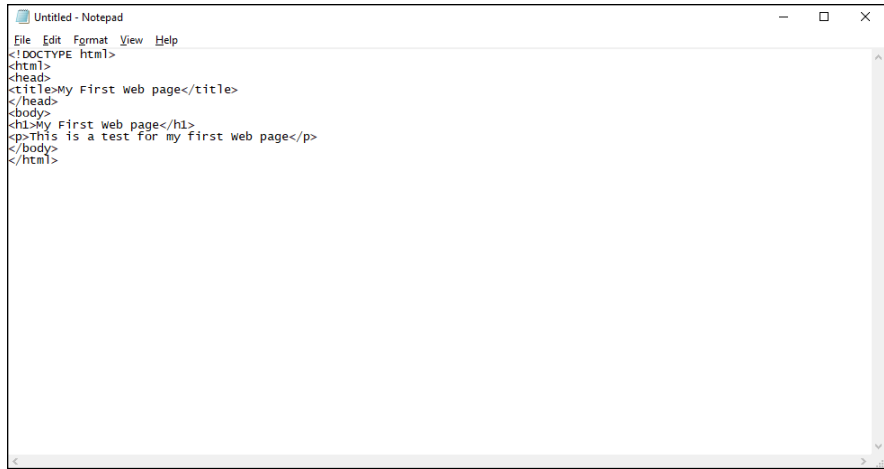 Untitled - Notepad
File Edit Format View Help
<!DOCTYPE html>
<html>
<head>
<title>My First Web page</title>
</head>
<body>
<h1>My First Web page</h1>
<p>This is a test for my first Web page</p>
</body>
</html>